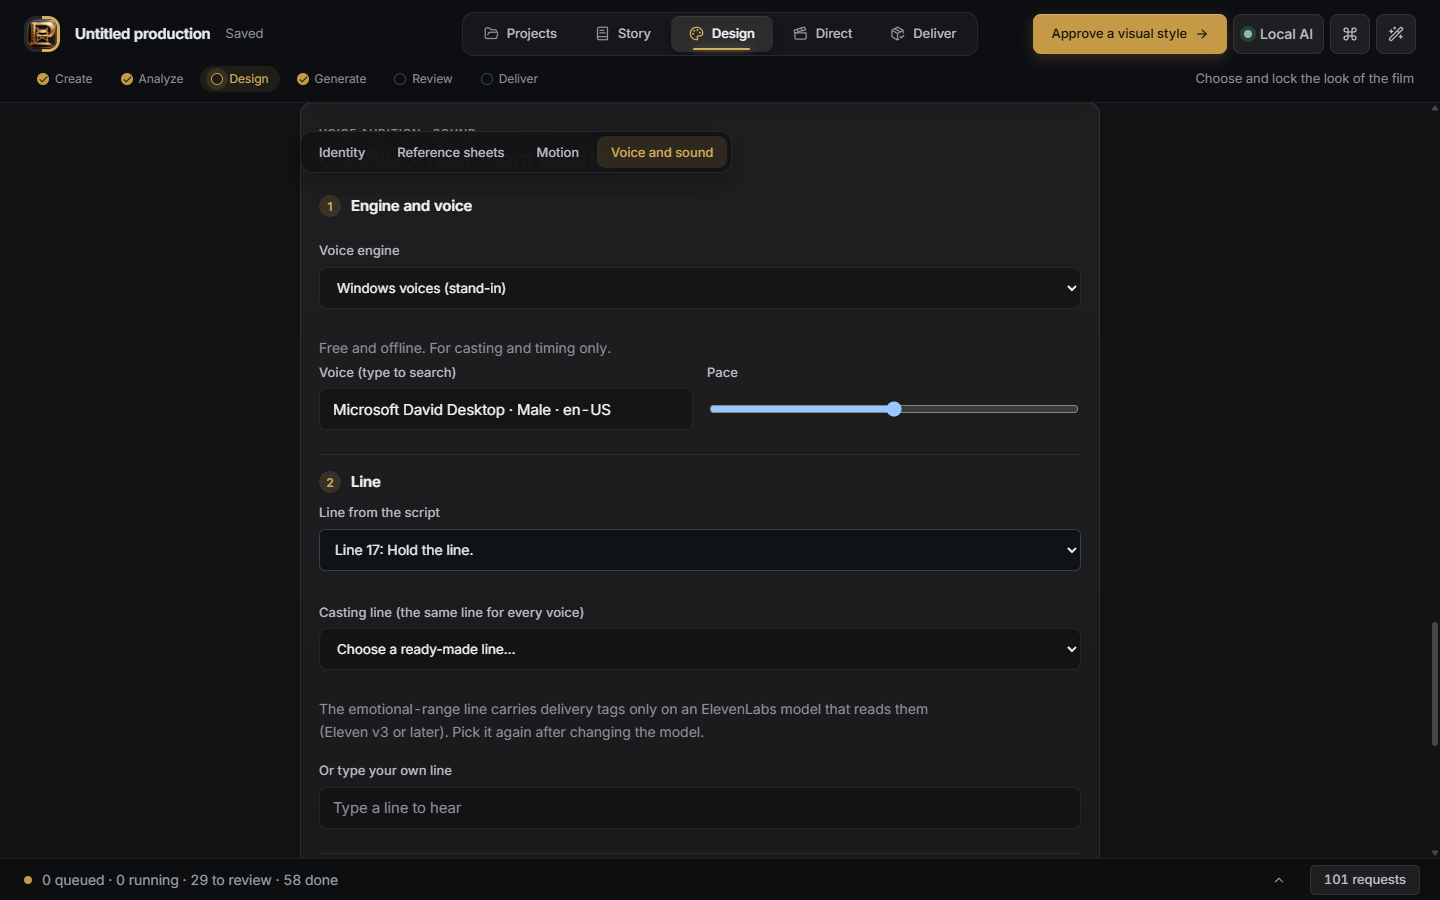 Untitled production
Saved
Projects
Story
Design
Direct
Deliver
Approve a visual style →
Local AI
⌘
Create
Analyze
Design
Generate
Review
Deliver
Choose and lock the look of the film
Identity
Reference sheets
Motion
Voice and sound
1 Engine and voice
Voice engine
Windows voices (stand-in)
Free and offline. For casting and timing only.
Voice (type to search)
Pace
Microsoft David Desktop · Male · en-US
2 Line
Line from the script
Line 17: Hold the line.
Casting line (the same line for every voice)
Choose a ready-made line...
The emotional-range line carries delivery tags only on an ElevenLabs model that reads them
(Eleven v3 or later). Pick it again after changing the model.
Or type your own line
Type a line to hear
0 queued · 0 running · 29 to review · 58 done
101 requests